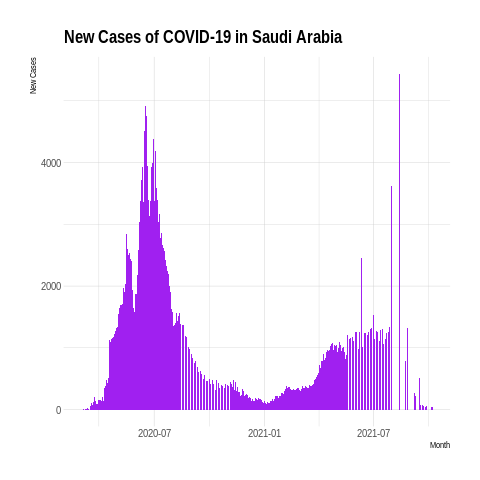 New Cases of COVID-19 in Saudi Arabia
New Cases
4000
2000
0
2020-07 2021-01 2021-07
Month